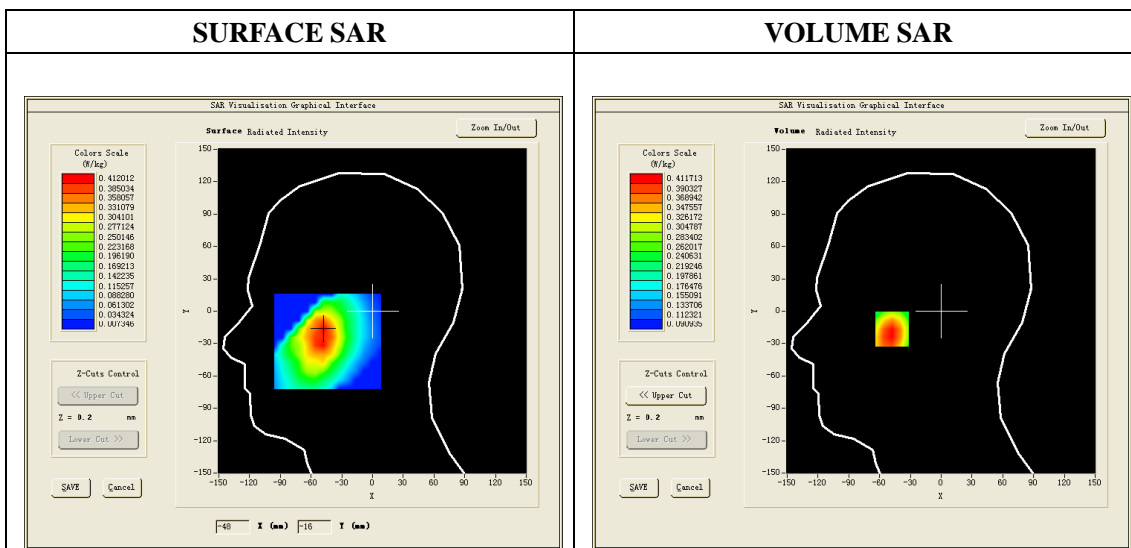 SURFACE SAR
VOLUME SAR
SAR Visualisation Graphical Interface
Surface Radiated Intensity
Zoom In/Out
Colors Scale
(W/kg)
0.412012
0.385034
0.358057
0.331079
0.304101
0.277124
0.250146
0.223168
0.196190
0.169213
0.142235
0.115257
0.088280
0.061302
0.034324
0.007346
150
120
90
60
30
0
-30
-60
-90
-120
-150
Y
-150 -120 -90 -60 -30 0 30 60 90 120 150
X
Z-Cuts Control
<< Upper Cut
Z = 0.2 mm
Lower Cut >>
SAVE
Cancel
-48 X (mm) -16 Y (mm)
SAR Visualisation Graphical Interface
Volume Radiated Intensity
Zoom In/Out
Colors Scale
(W/kg)
0.411713
0.390327
0.368942
0.347557
0.326172
0.304787
0.283402
0.262017
0.240631
0.219246
0.197861
0.176476
0.155091
0.133706
0.112321
0.090935
150
120
90
60
30
0
-30
-60
-90
-120
-150
Y
-150 -120 -90 -60 -30 0 30 60 90 120 150
X
Z-Cuts Control
<< Upper Cut
Z = 0.2 mm
Lower Cut >>
SAVE
Cancel